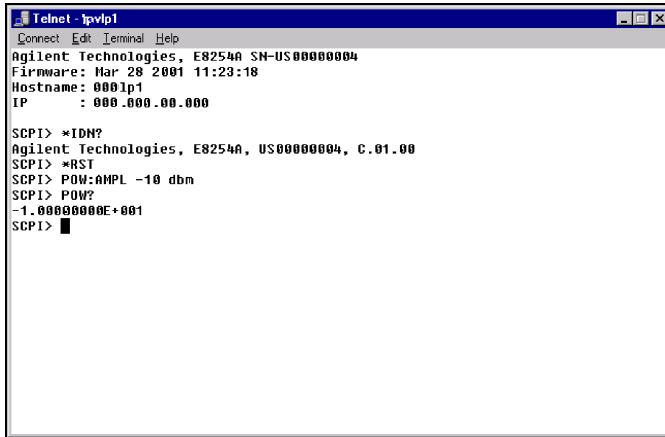 Telnet - lpvlp1
Connect Edit Terminal Help
Agilent Technologies, E8254A SN-US00000004
Firmware: Mar 28 2001 11:23:18
Hostname: 000lp1
IP : 000.000.00.000
SCPI> *IDN?
Agilent Technologies, E8254A, US00000004, C.01.00
SCPI> *RST
SCPI> POW:AMPL -10 dbm
SCPI> POW?
-1.00000000E+001
SCPI>